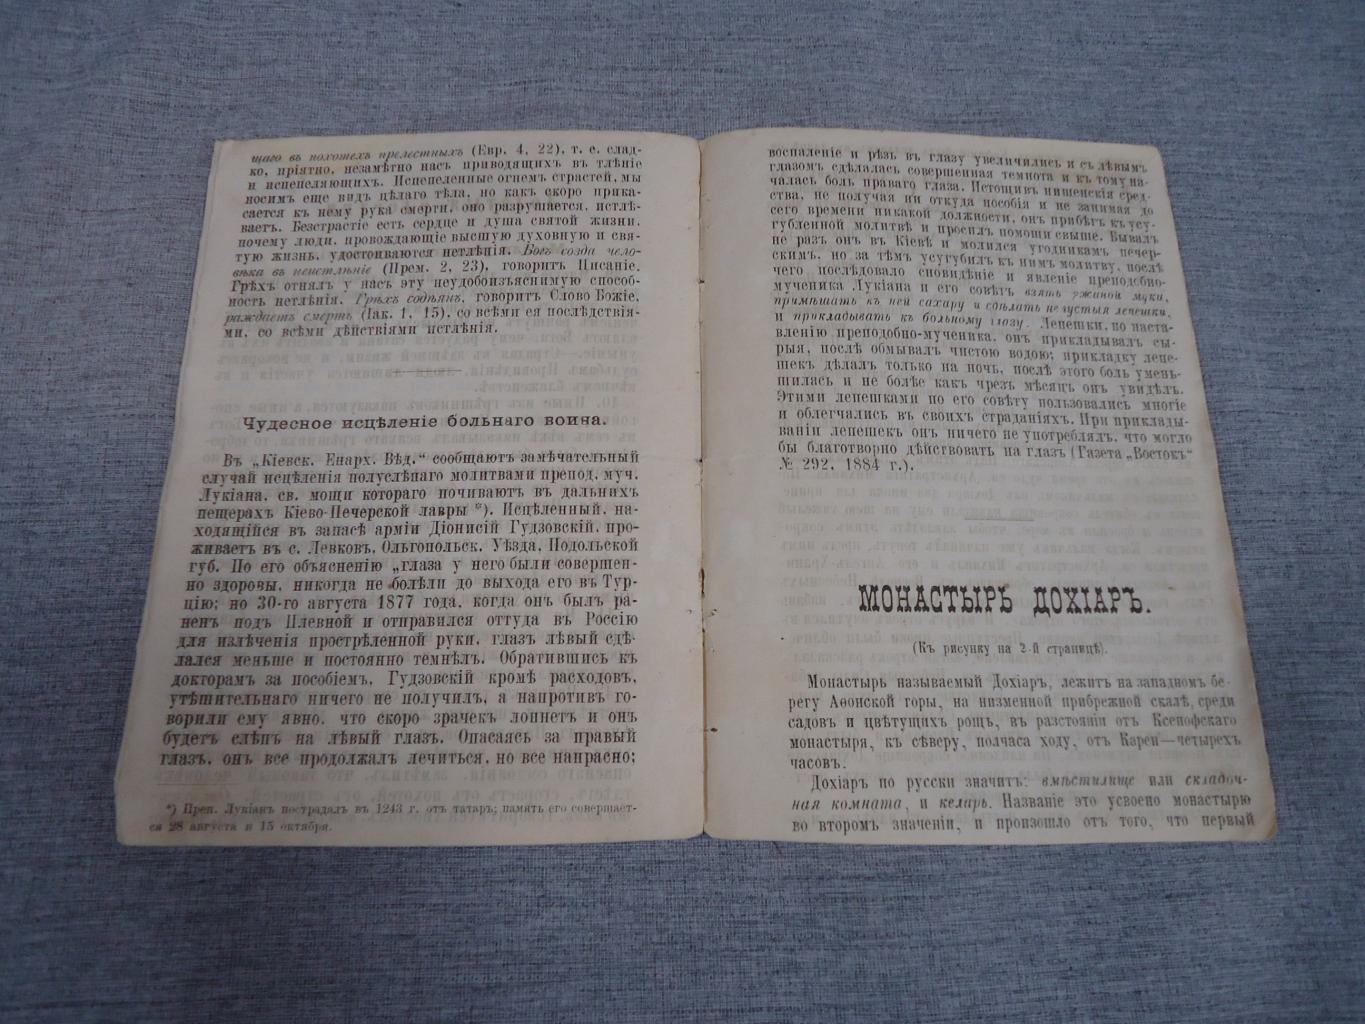 щаго въ похотехъ прелестныхъ (Евр. 4, 22), т. е. слад-
ко, пріятно, незамѣтно насъ приводящихъ въ тлѣніе
и испепеляющихъ. Испепеленные огнемъ страстей, мы
носимъ еще видъ цѣлаго тѣла, но какъ скоро прика-
сается къ нему рука смерги, оно разрушается, истлѣ-
ваетъ. Безстрастіе есть сердце и душа святой жизни,
почему люди, провождающіе высшую духовную и свя-
тую жизнь, удостоиваются нетлѣнія. Богъ созда чело-
вѣка въ неистлѣніе (Прем. 2, 23), говоритъ Писаніе.
Грѣхъ отнялъ у насъ эту неудобоизъяснимую способ-
ность нетлѣнія. Грѣхъ содѣянъ, говоритъ Слово Божіе,
раждаетъ смерть (Іак. 1, 15), со всѣми ея послѣдствія-
ми, со всѣми дѣйствіями истлѣнія.
Чудесное исцѣленіе больнаго воина.
Въ „Кіевск. Епарх. Вѣд.“ сообщаютъ замѣчательный
случай исцѣленія полуслѣпаго молитвами препод. муч.
Лукіана, св. мощи котораго почиваютъ въ дальнихъ
пещерахъ Кіево-Печерской лавры *). Исцѣленный, на-
ходящійся въ запасѣ арміи Діонисій Гудзовскій, про-
живаетъ въ с. Левковѣ, Ольгопольск. Уѣзда, Подольской
губ. По его объясненію „глаза у него были совершен-
но здоровы, никогда не болѣли до выхода его въ Тур-
цію; но 30-го августа 1877 года, когда онъ былъ ра-
ненъ подъ Плевной и отправился оттуда въ Россію
для излѣченія прострѣленной руки, глазъ лѣвый сдѣ-
лался меньше и постоянно темнѣлъ. Обратившись къ
докторамъ за пособіемъ, Гудзовскій кромѣ расходовъ,
утѣшительнаго ничего не получилъ, а напротивъ го-
ворили ему явно, что скоро зрачекъ лопнетъ и онъ
будетъ слѣпъ на лѣвый глазъ. Опасаясь за правый
глазъ, онъ все продолжалъ лечиться, но все напрасно;
*) Преп. Лукіанъ пострадалъ въ 1243 г. отъ татаръ; память его совершает-
ся 28 августа и 15 октября.
воспаленіе и рѣзь въ глазу увеличились и съ лѣвымъ
глазомъ сдѣлалась совершенная темнота и къ тому на-
чалась боль праваго глаза. Истощивъ нищенскія сред-
ства, не получая ни откуда пособія и не занимая до
сего времени никакой должности, онъ прибѣгъ къ усу-
губленной молитвѣ и просилъ помощи свыше. Бывалъ
не разъ онъ въ Кіевѣ и молился угодникамъ печер-
скимъ, но за тѣмъ усугубилъ къ нимъ молитву, послѣ
чего послѣдовало сновидѣніе и явленіе преподобно-
мученика Лукіана и его совѣтъ взять ржаной муки,
примѣшать къ ней сахару и сдѣлать негустыя лепешки,
и прикладывать къ больному глазу. Лепешки, по наста-
вленію преподобно-мученика, онъ прикладывалъ сы-
рыя, послѣ обмывалъ чистою водою; прикладку лепе-
шекъ дѣлалъ только на ночь, послѣ этого боль умень-
шилась и не болѣе какъ чрезъ мѣсяцъ онъ увидѣлъ.
Этими лепешками по его совѣту пользовались многіе
и облегчались въ своихъ страданіяхъ. При приклады-
ваніи лепешекъ онъ ничего не употреблялъ, что могло
бы благотворно дѣйствовать на глазъ (Газета „Востокъ“
№ 292, 1884 г.).
МОНАСТЫРЬ ДОХІАРЪ.
(Къ рисунку на 2-й страницѣ).
Монастырь называемый Дохіаръ, лежитъ на западномъ бе-
регу Аѳонской горы, на низменной прибрежной скалѣ, среди
садовъ и цвѣтущихъ рощъ, въ разстояніи отъ Ксенофскаго
монастыря, къ сѣверу, полчаса ходу, отъ Кареи—четырехъ
часовъ.
Дохіаръ по русски значитъ: вмѣстилище или складоч-
ная комната, и келарь. Названіе это усвоено монастырю
во второмъ значеніи, и произошло отъ того, что первый